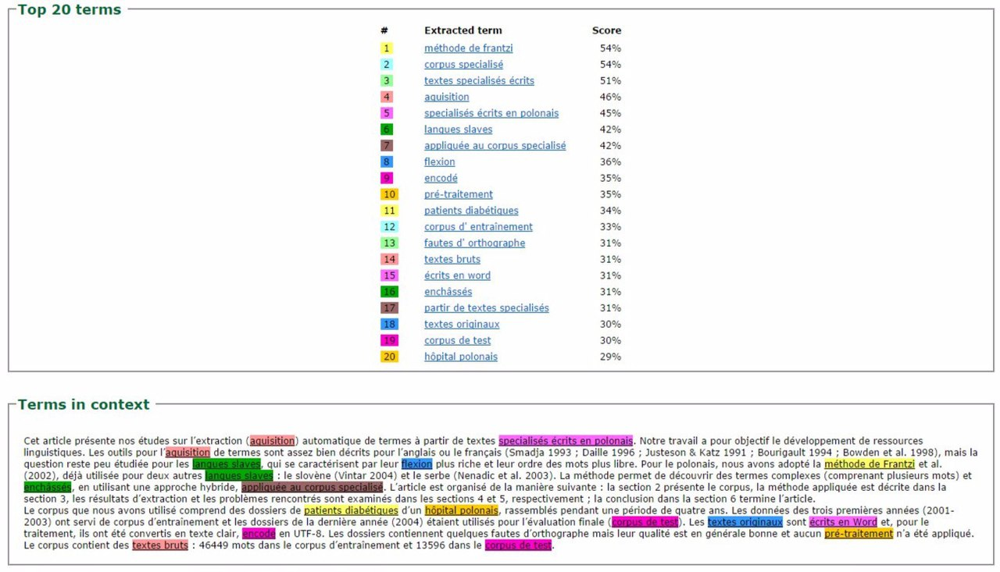 Top 20 terms
# Extracted term Score
1 méthode de frantzi 54%
2 corpus specialisé 54%
3 textes specialisés écrits 51%
4 aquisition 46%
5 specialisés écrits en polonais 45%
6 langues slaves 42%
7 appliquée au corpus specialisé 42%
8 flexion 36%
9 encodé 35%
10 pré-traitement 35%
11 patients diabétiques 34%
12 corpus d' entraînement 33%
13 fautes d' orthographe 31%
14 textes bruts 31%
15 écrits en word 31%
16 enchâssés 31%
17 partir de textes specialisés 31%
18 textes originaux 30%
19 corpus de test 30%
20 hôpital polonais 29%
Terms in context
Cet article présente nos études sur l'extraction (aquisition) automatique de termes à partir de textes specialisés écrits en polonais. Notre travail a pour objectif le développement de ressources
linguistiques. Les outils pour l'aquisition de termes sont assez bien décrits pour l'anglais ou le français (Smadja 1993 ; Daille 1996 ; Justeson & Katz 1991 ; Bourigault 1994 ; Bowden et al. 1998), mais la
question reste peu étudiée pour les langues slaves, qui se caractérisent par leur flexion plus riche et leur ordre des mots plus libre. Pour le polonais, nous avons adopté la méthode de Frantzi et al.
(2002), déjà utilisée pour deux autres langues slaves : le slovène (Vintar 2004) et le serbe (Nenadic et al. 2003). La méthode permet de découvrir des termes complexes (comprenant plusieurs mots) et
enchâssés, en utilisant une approche hybride, appliquée au corpus specialisé. L'article est organisé de la manière suivante : la section 2 présente le corpus, la méthode appliquée est décrite dans la
section 3, les résultats d'extraction et les problèmes rencontrés sont examinés dans les sections 4 et 5, respectivement ; la conclusion dans la section 6 termine l'article.
Le corpus que nous avons utilisé comprend des dossiers de patients diabétiques d'un hôpital polonais, rassemblés pendant une période de quatre ans. Les données des trois premières années (2001-
2003) ont servi de corpus d'entraînement et les dossiers de la dernière année (2004) étaient utilisés pour l'évaluation finale (corpus de test). Les textes originaux sont écrits en Word et, pour le
traitement, ils ont été convertis en texte clair, encodé en UTF-8. Les dossiers contiennent quelques fautes d'orthographe mais leur qualité est en générale bonne et aucun pré-traitement n'a été appliqué.
Le corpus contient des textes bruts : 46449 mots dans le corpus d'entraînement et 13596 dans le corpus de test.